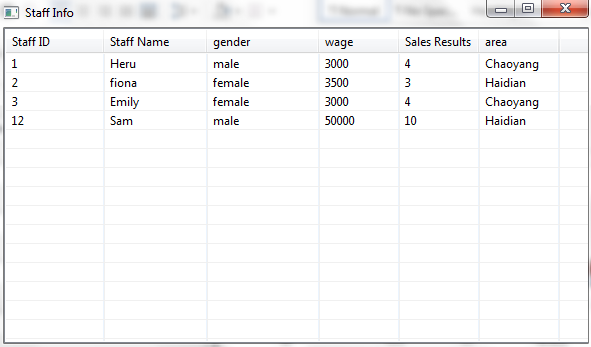 Staff Info
Staff ID Staff Name gender wage Sales Results area
1 Heru male 3000 4 Chaoyang
2 fiona female 3500 3 Haidian
3 Emily female 3000 4 Chaoyang
12 Sam male 50000 10 Haidian